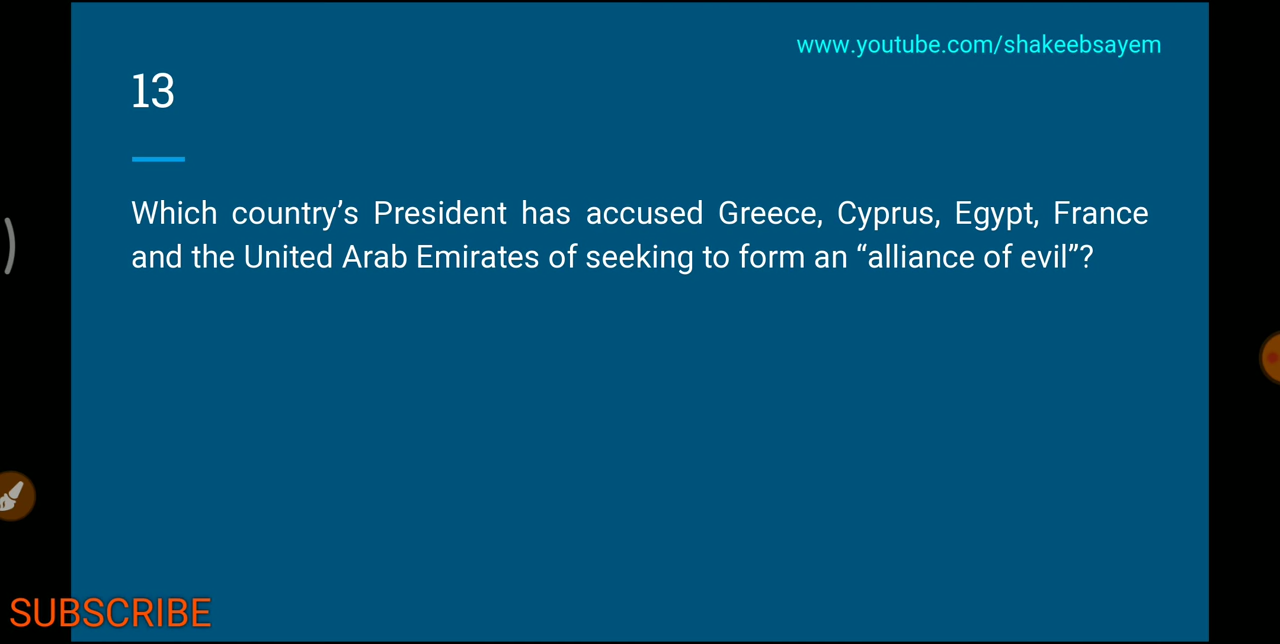 www.youtube.com/shakeebsayem
13
Which country’s President has accused Greece, Cyprus, Egypt, France
and the United Arab Emirates of seeking to form an “alliance of evil”?
SUBSCRIBE